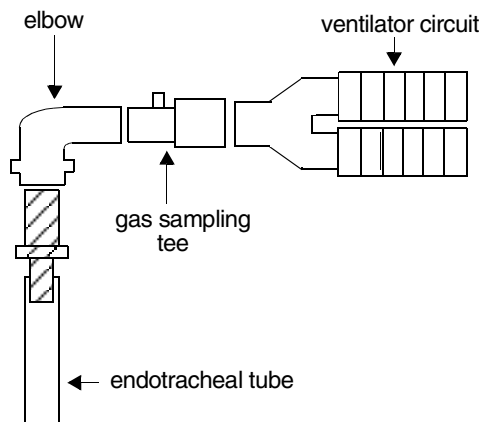 elbow
ventilator circuit
gas sampling
tee
endotracheal tube